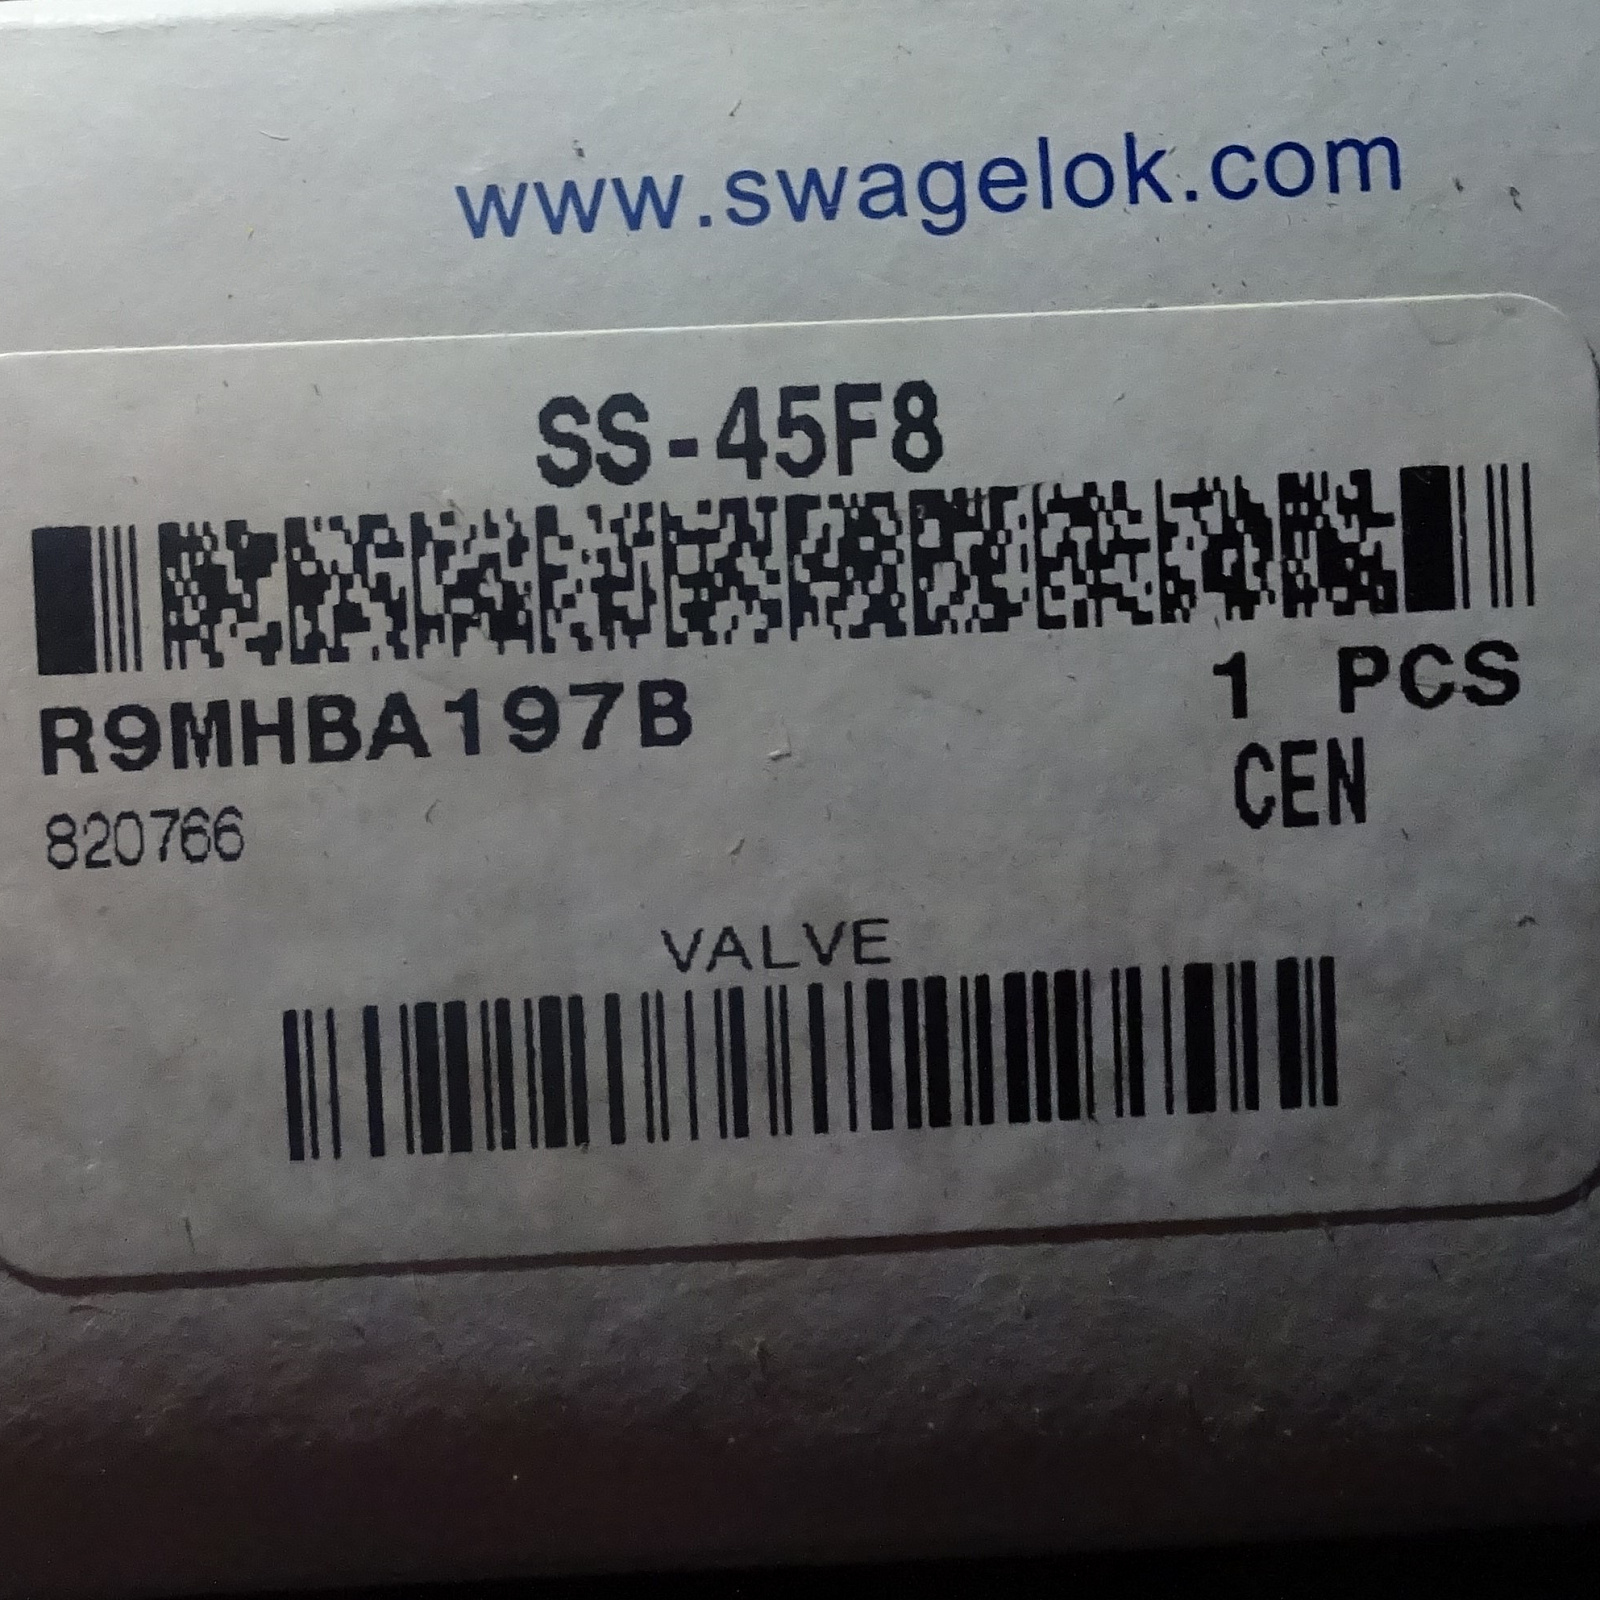 www.swagelok.com
SS-45F8
R9MHBA197B
1 PCS
820766
CEN
VALVE